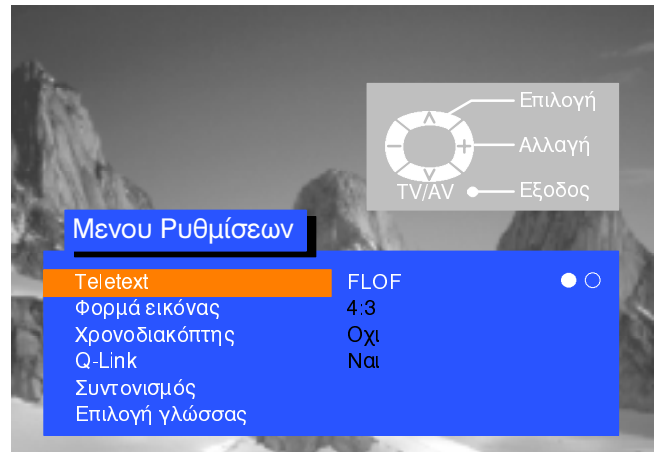 Επιλογή
Αλλαγή
TV/AV Εξοδος
Μενου Ρυθμίσεων
Teletext FLOF
Φορμά εικόνας 4:3
Χρονοδιακόπτης Οχι
Q-Link Ναι
Συντονισμός
Επιλογή γλώσσας